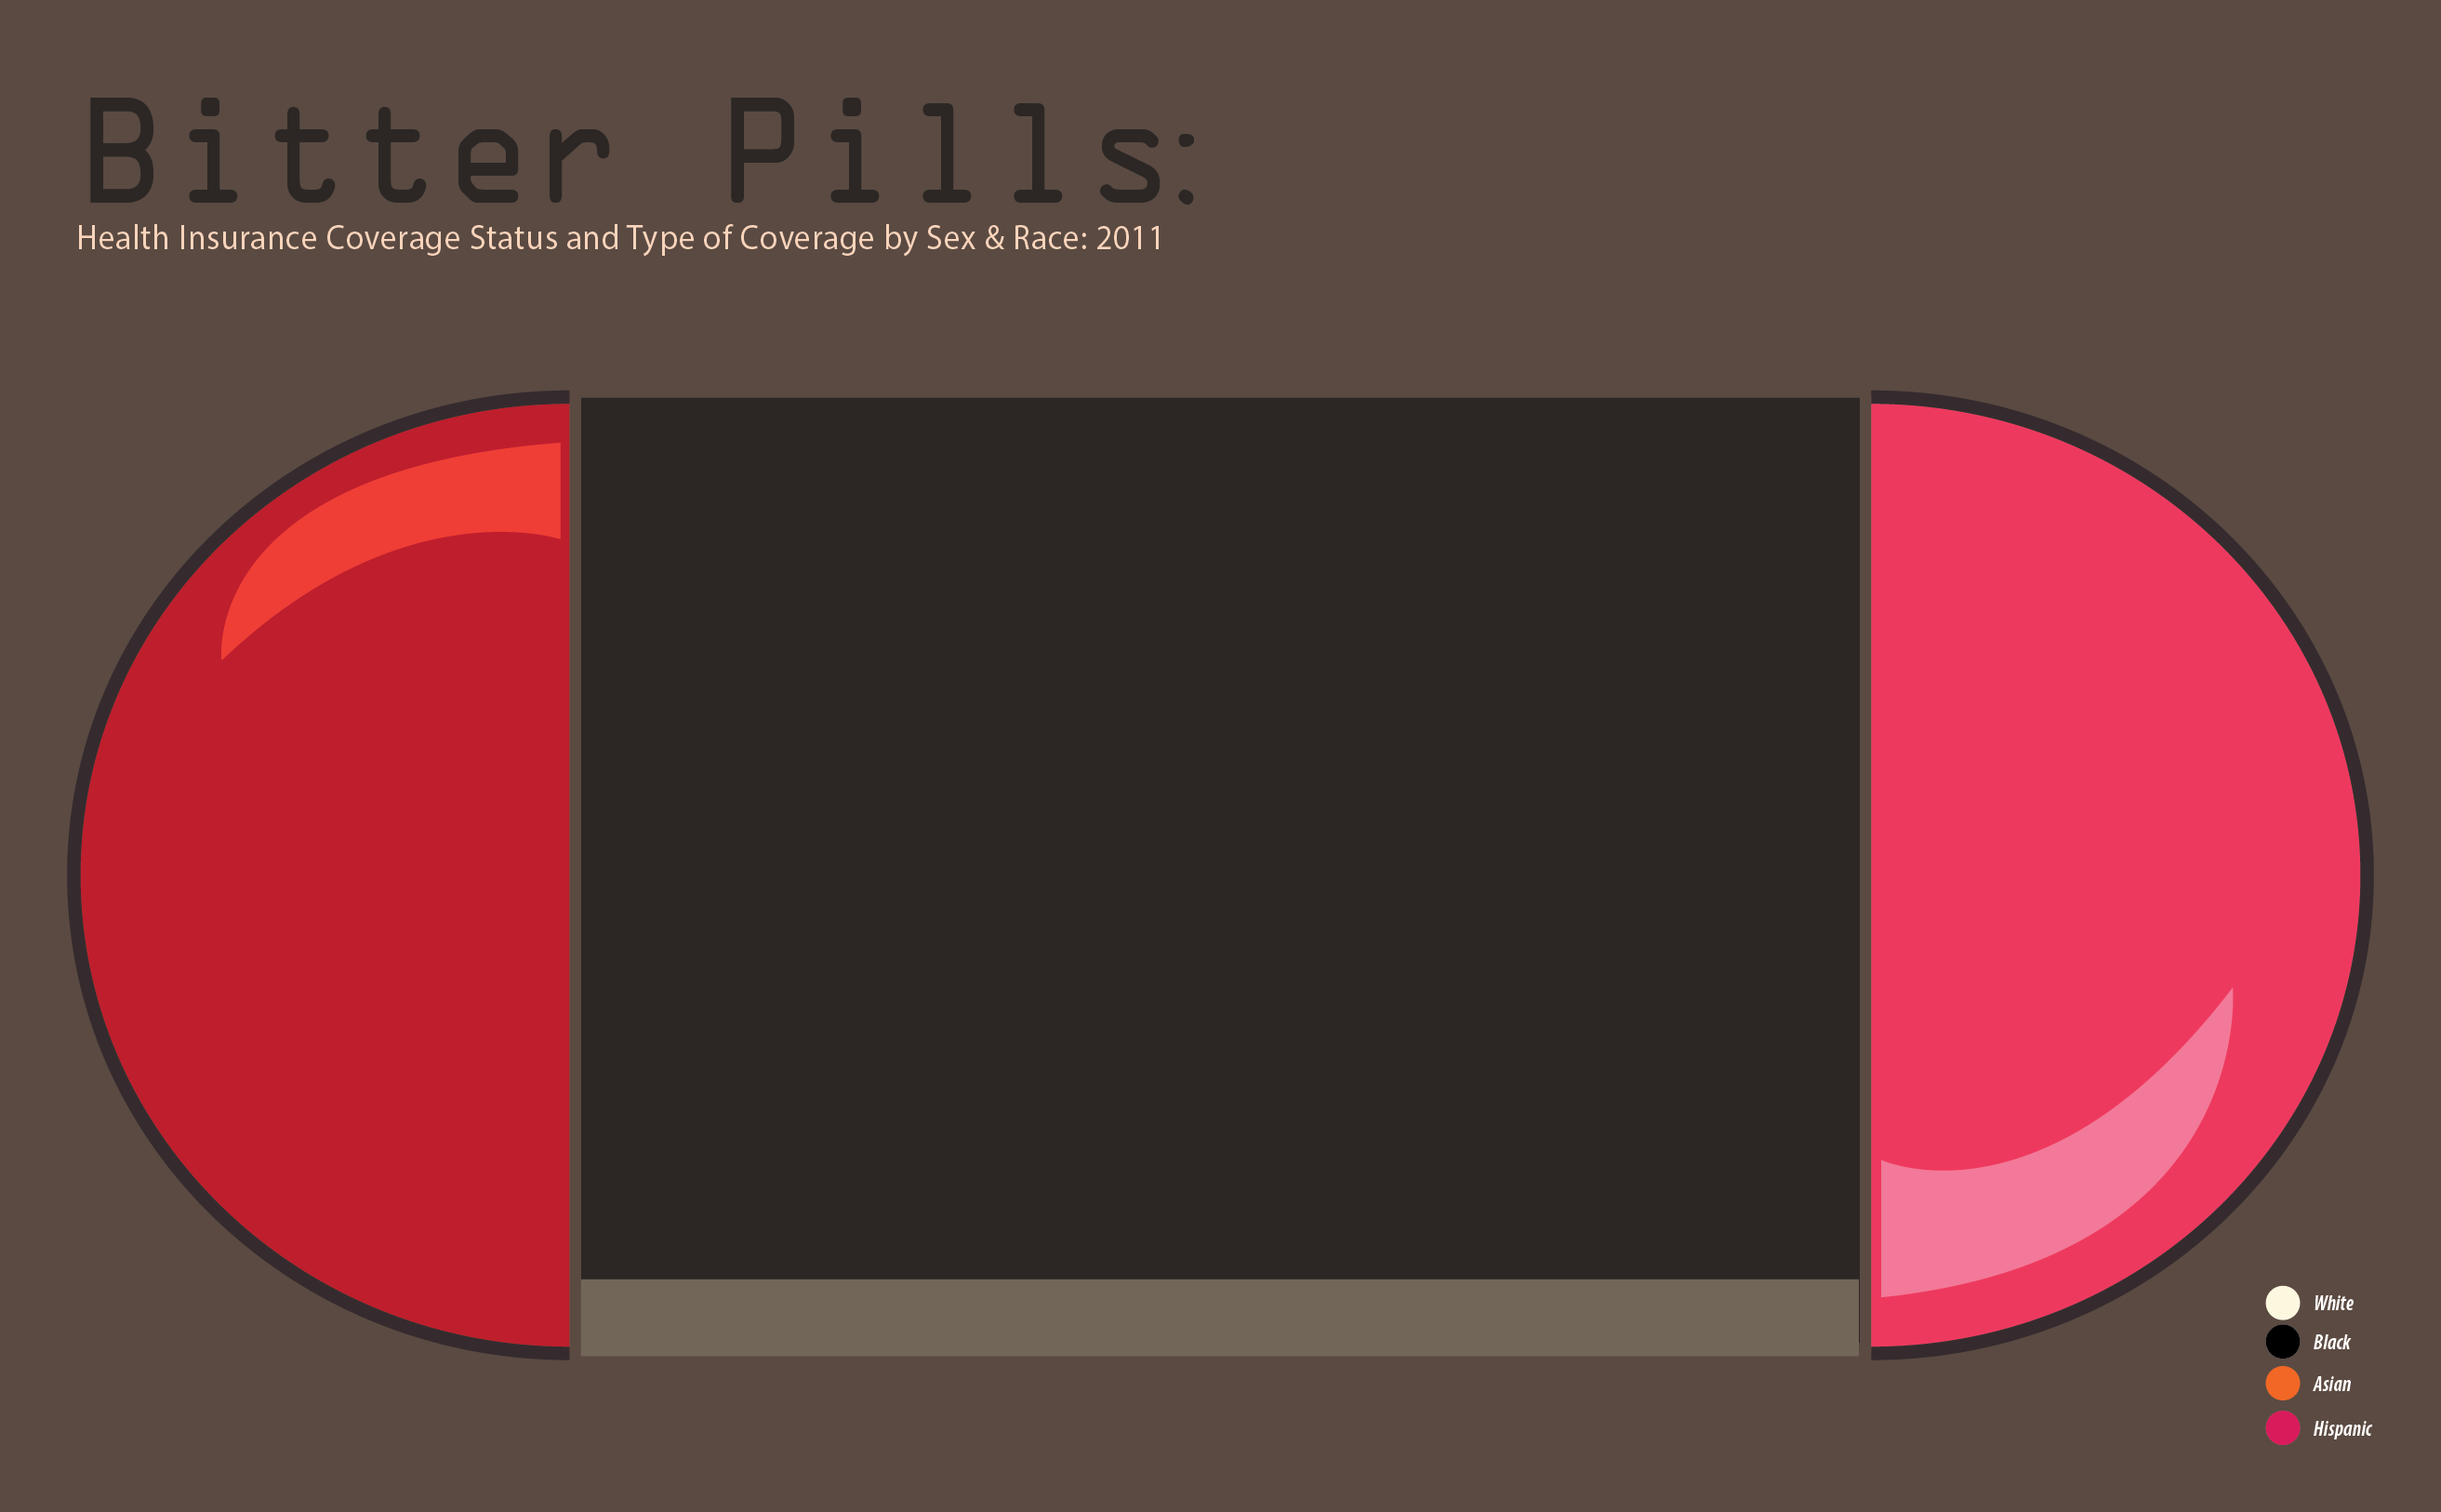 Bitter Pills:
Health Insurance Coverage Status and Type of Coverage by Sex & Race: 2011
White
Black
Asian
Hispanic